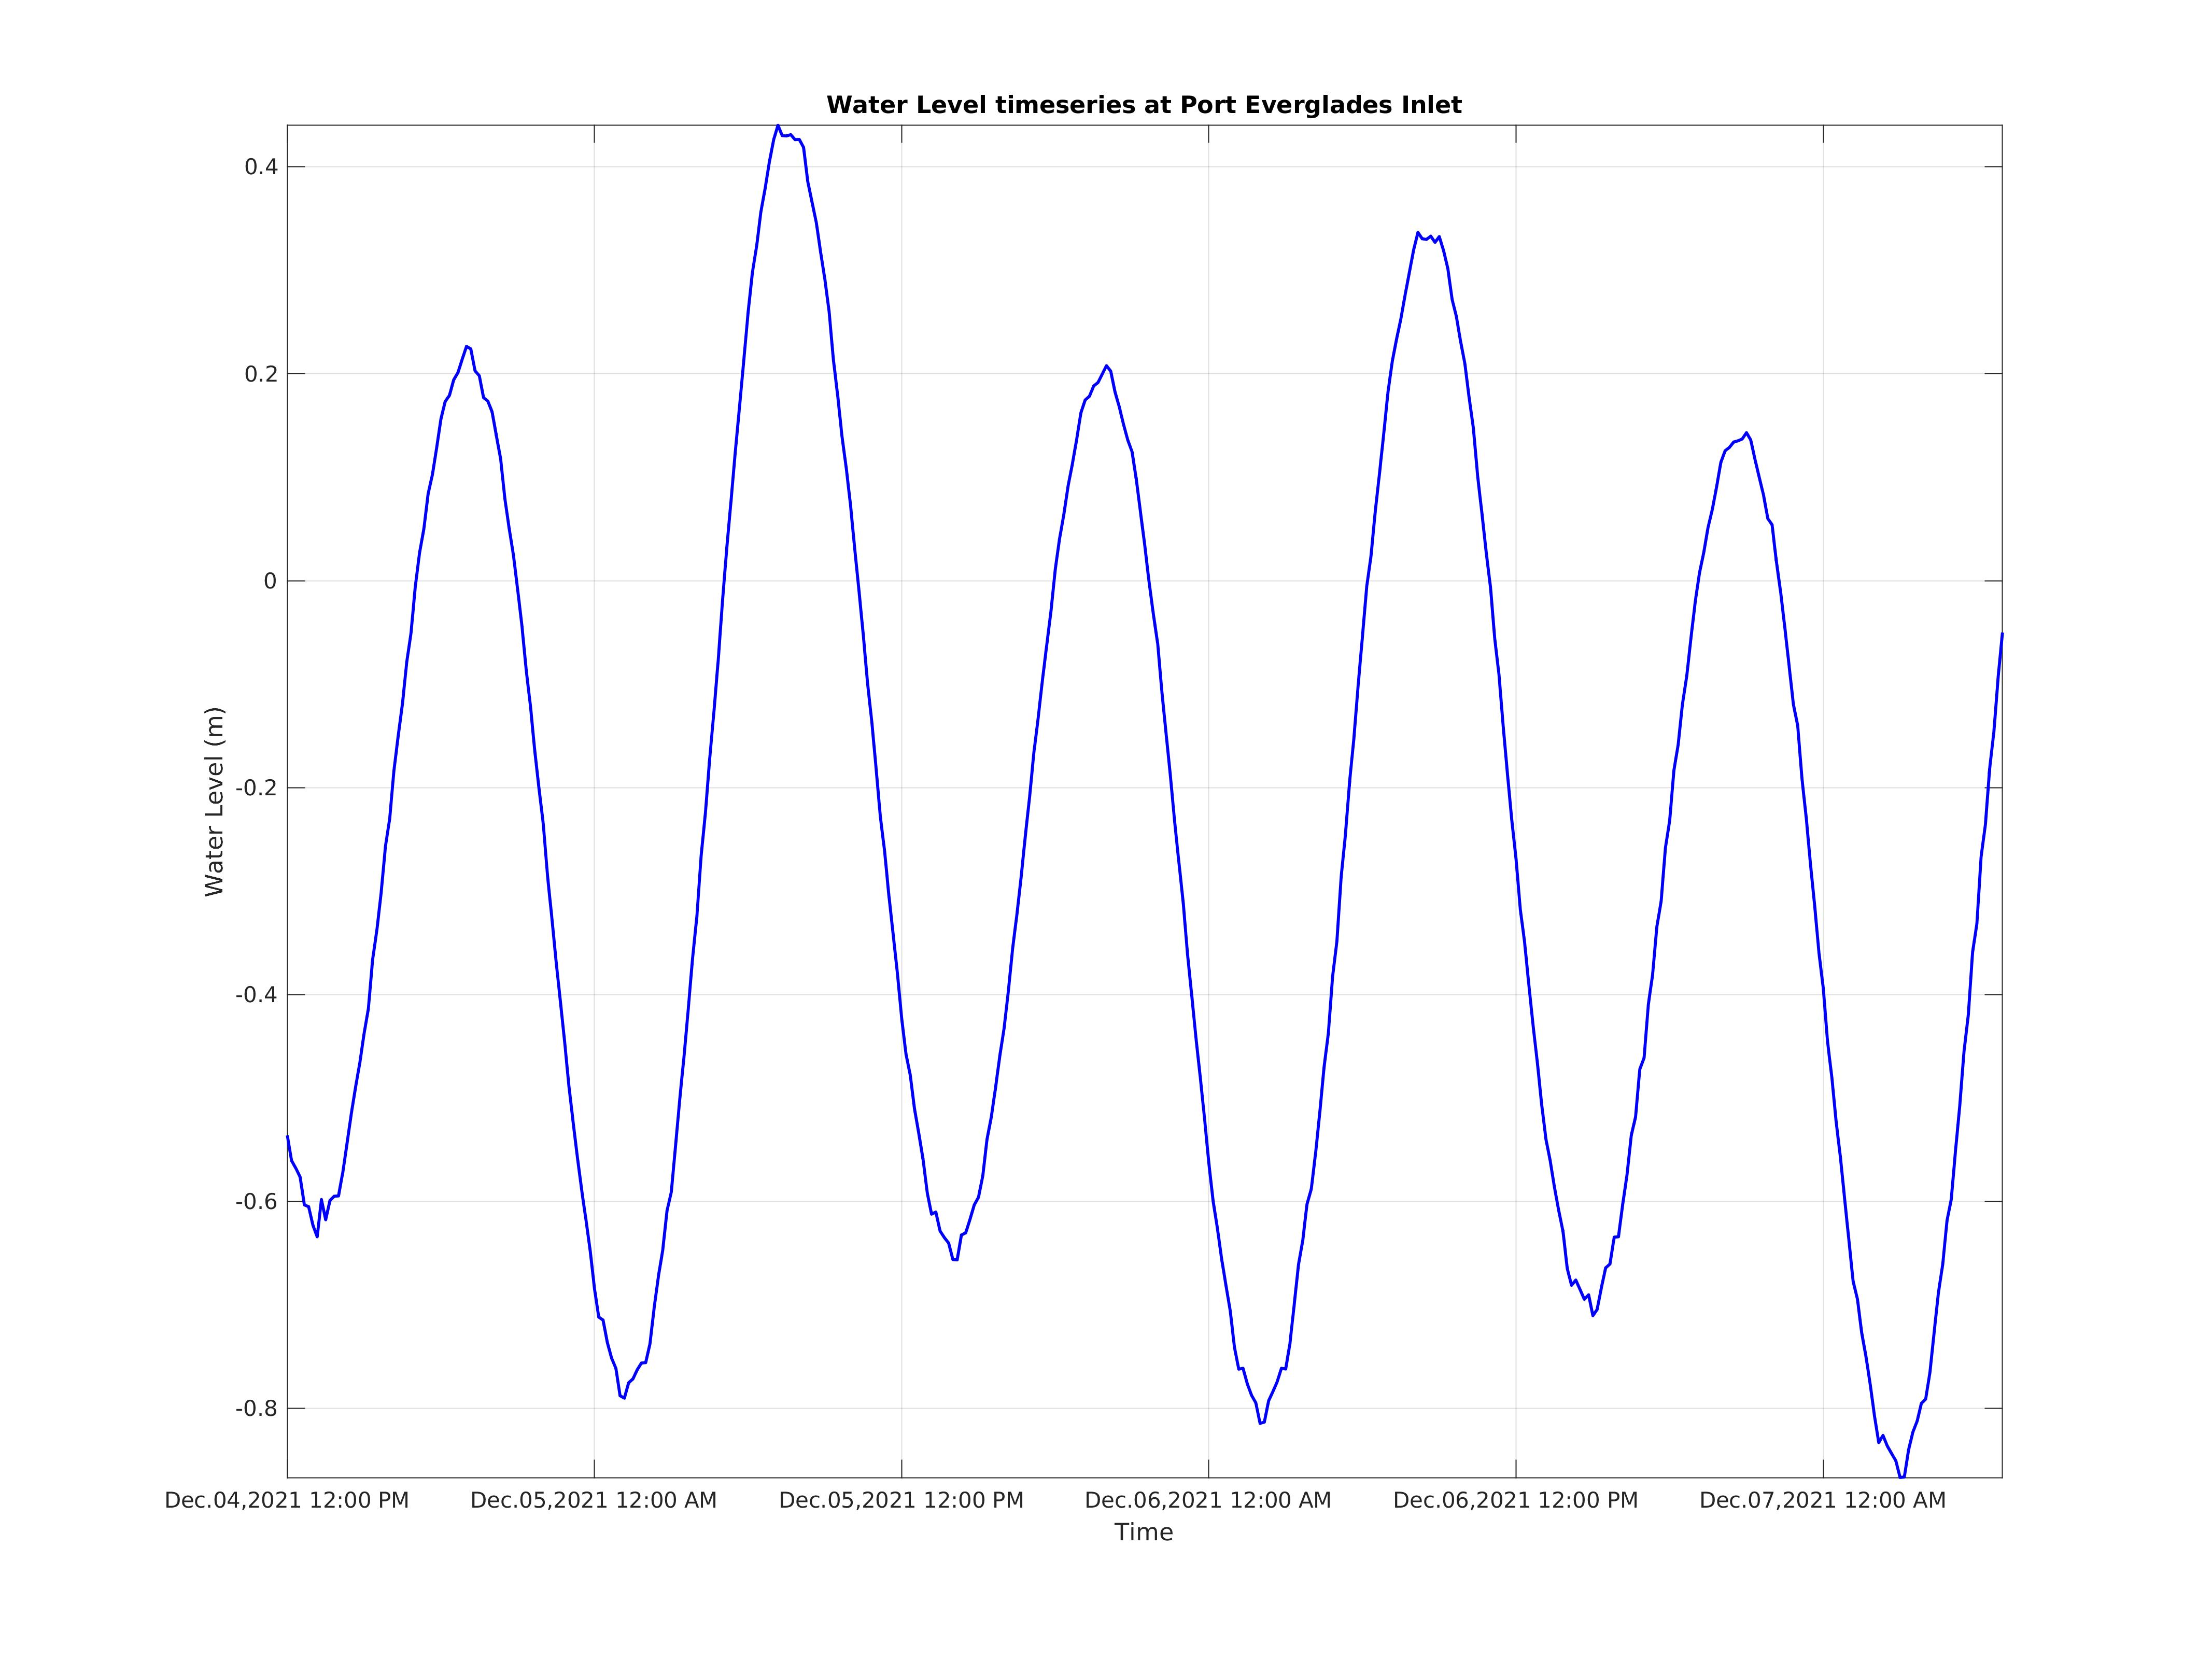 Water Level timeseries at Port Everglades Inlet
0.4
0.2
0
-0.2
-0.4
-0.6
-0.8
Water Level (m)
Dec.04,2021 12:00 PM
Dec.05,2021 12:00 AM
Dec.05,2021 12:00 PM
Dec.06,2021 12:00 AM
Dec.06,2021 12:00 PM
Dec.07,2021 12:00 AM
Time